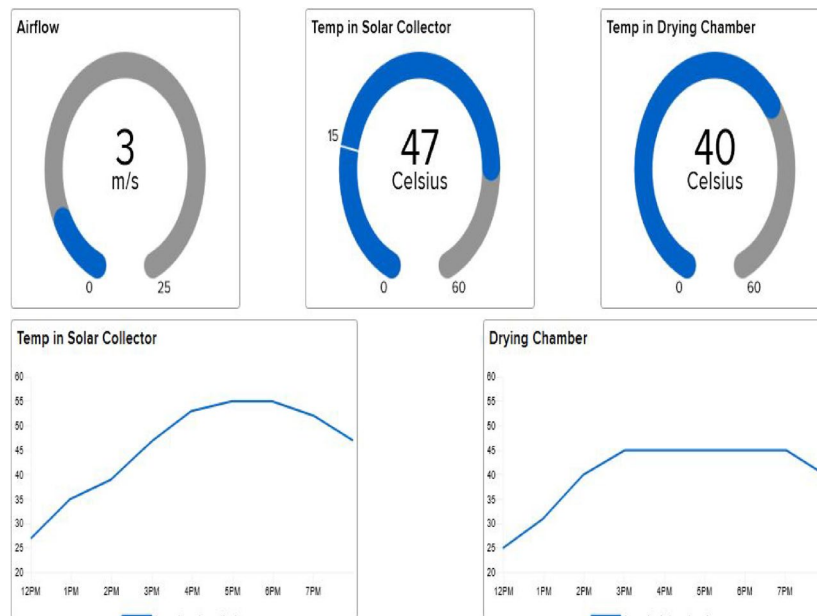 Airflow
3
m/s
0
25
Temp in Solar Collector
15
47
Celsius
0
60
Temp in Drying Chamber
40
Celsius
0
60
Temp in Solar Collector
60
55
50
45
40
35
30
25
20
12PM 1PM 2PM 3PM 4PM 5PM 6PM 7PM
Drying Chamber
60
55
50
45
40
35
30
25
20
12PM 1PM 2PM 3PM 4PM 5PM 6PM 7PM